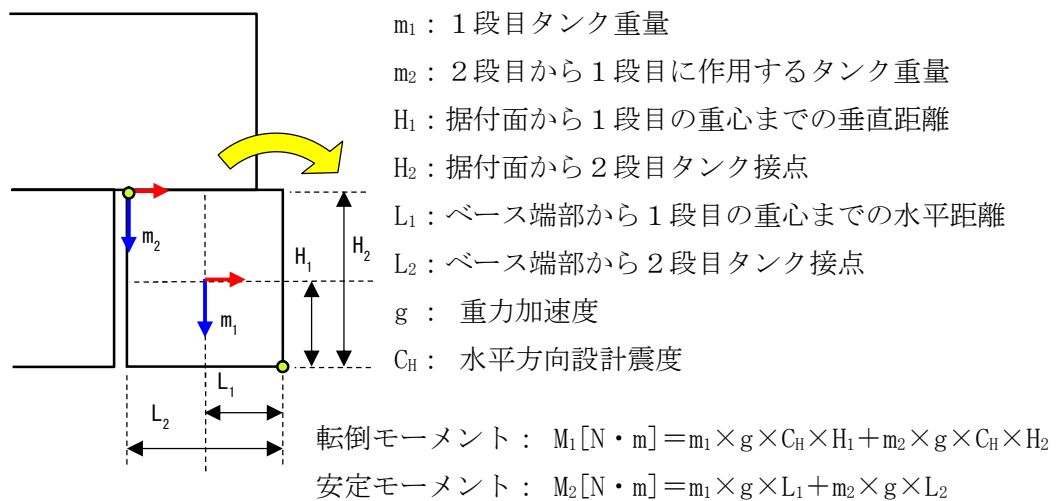 m₁：１段目タンク重量
m₂：２段目から１段目に作用するタンク重量
H₁：据付面から１段目の重心までの垂直距離
H₂：据付面から２段目タンク接点
L₁：ベース端部から１段目の重心までの水平距離
L₂：ベース端部から２段目タンク接点
g ： 重力加速度
C_H： 水平方向設計震度
m₂
H₁
H₂
m₁
L₁
L₂
転倒モーメント： M₁[N・m]＝m₁×g×C_H×H₁＋m₂×g×C_H×H₂
安定モーメント： M₂[N・m]＝m₁×g×L₁＋m₂×g×L₂